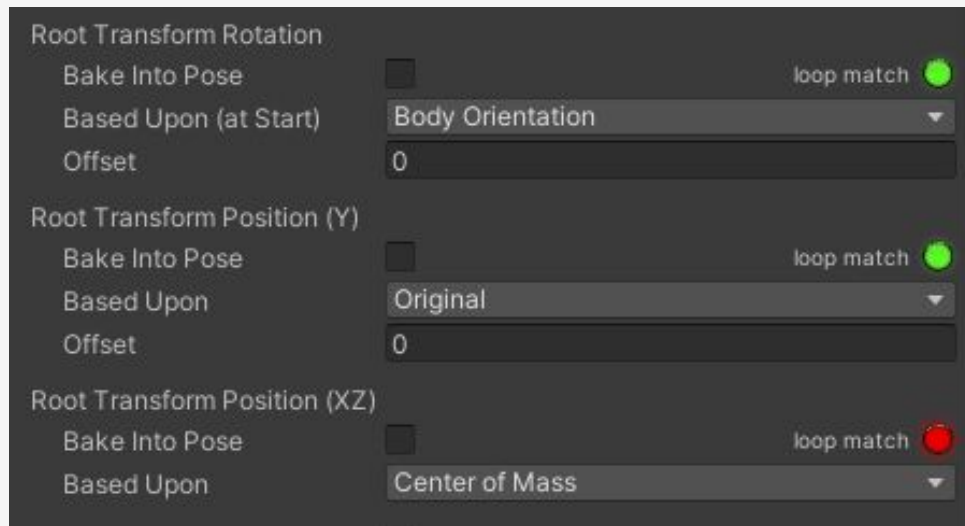 Root Transform Rotation
Bake Into Pose loop match
Based Upon (at Start) Body Orientation
Offset 0
Root Transform Position (Y)
Bake Into Pose loop match
Based Upon Original
Offset 0
Root Transform Position (XZ)
Bake Into Pose loop match
Based Upon Center of Mass